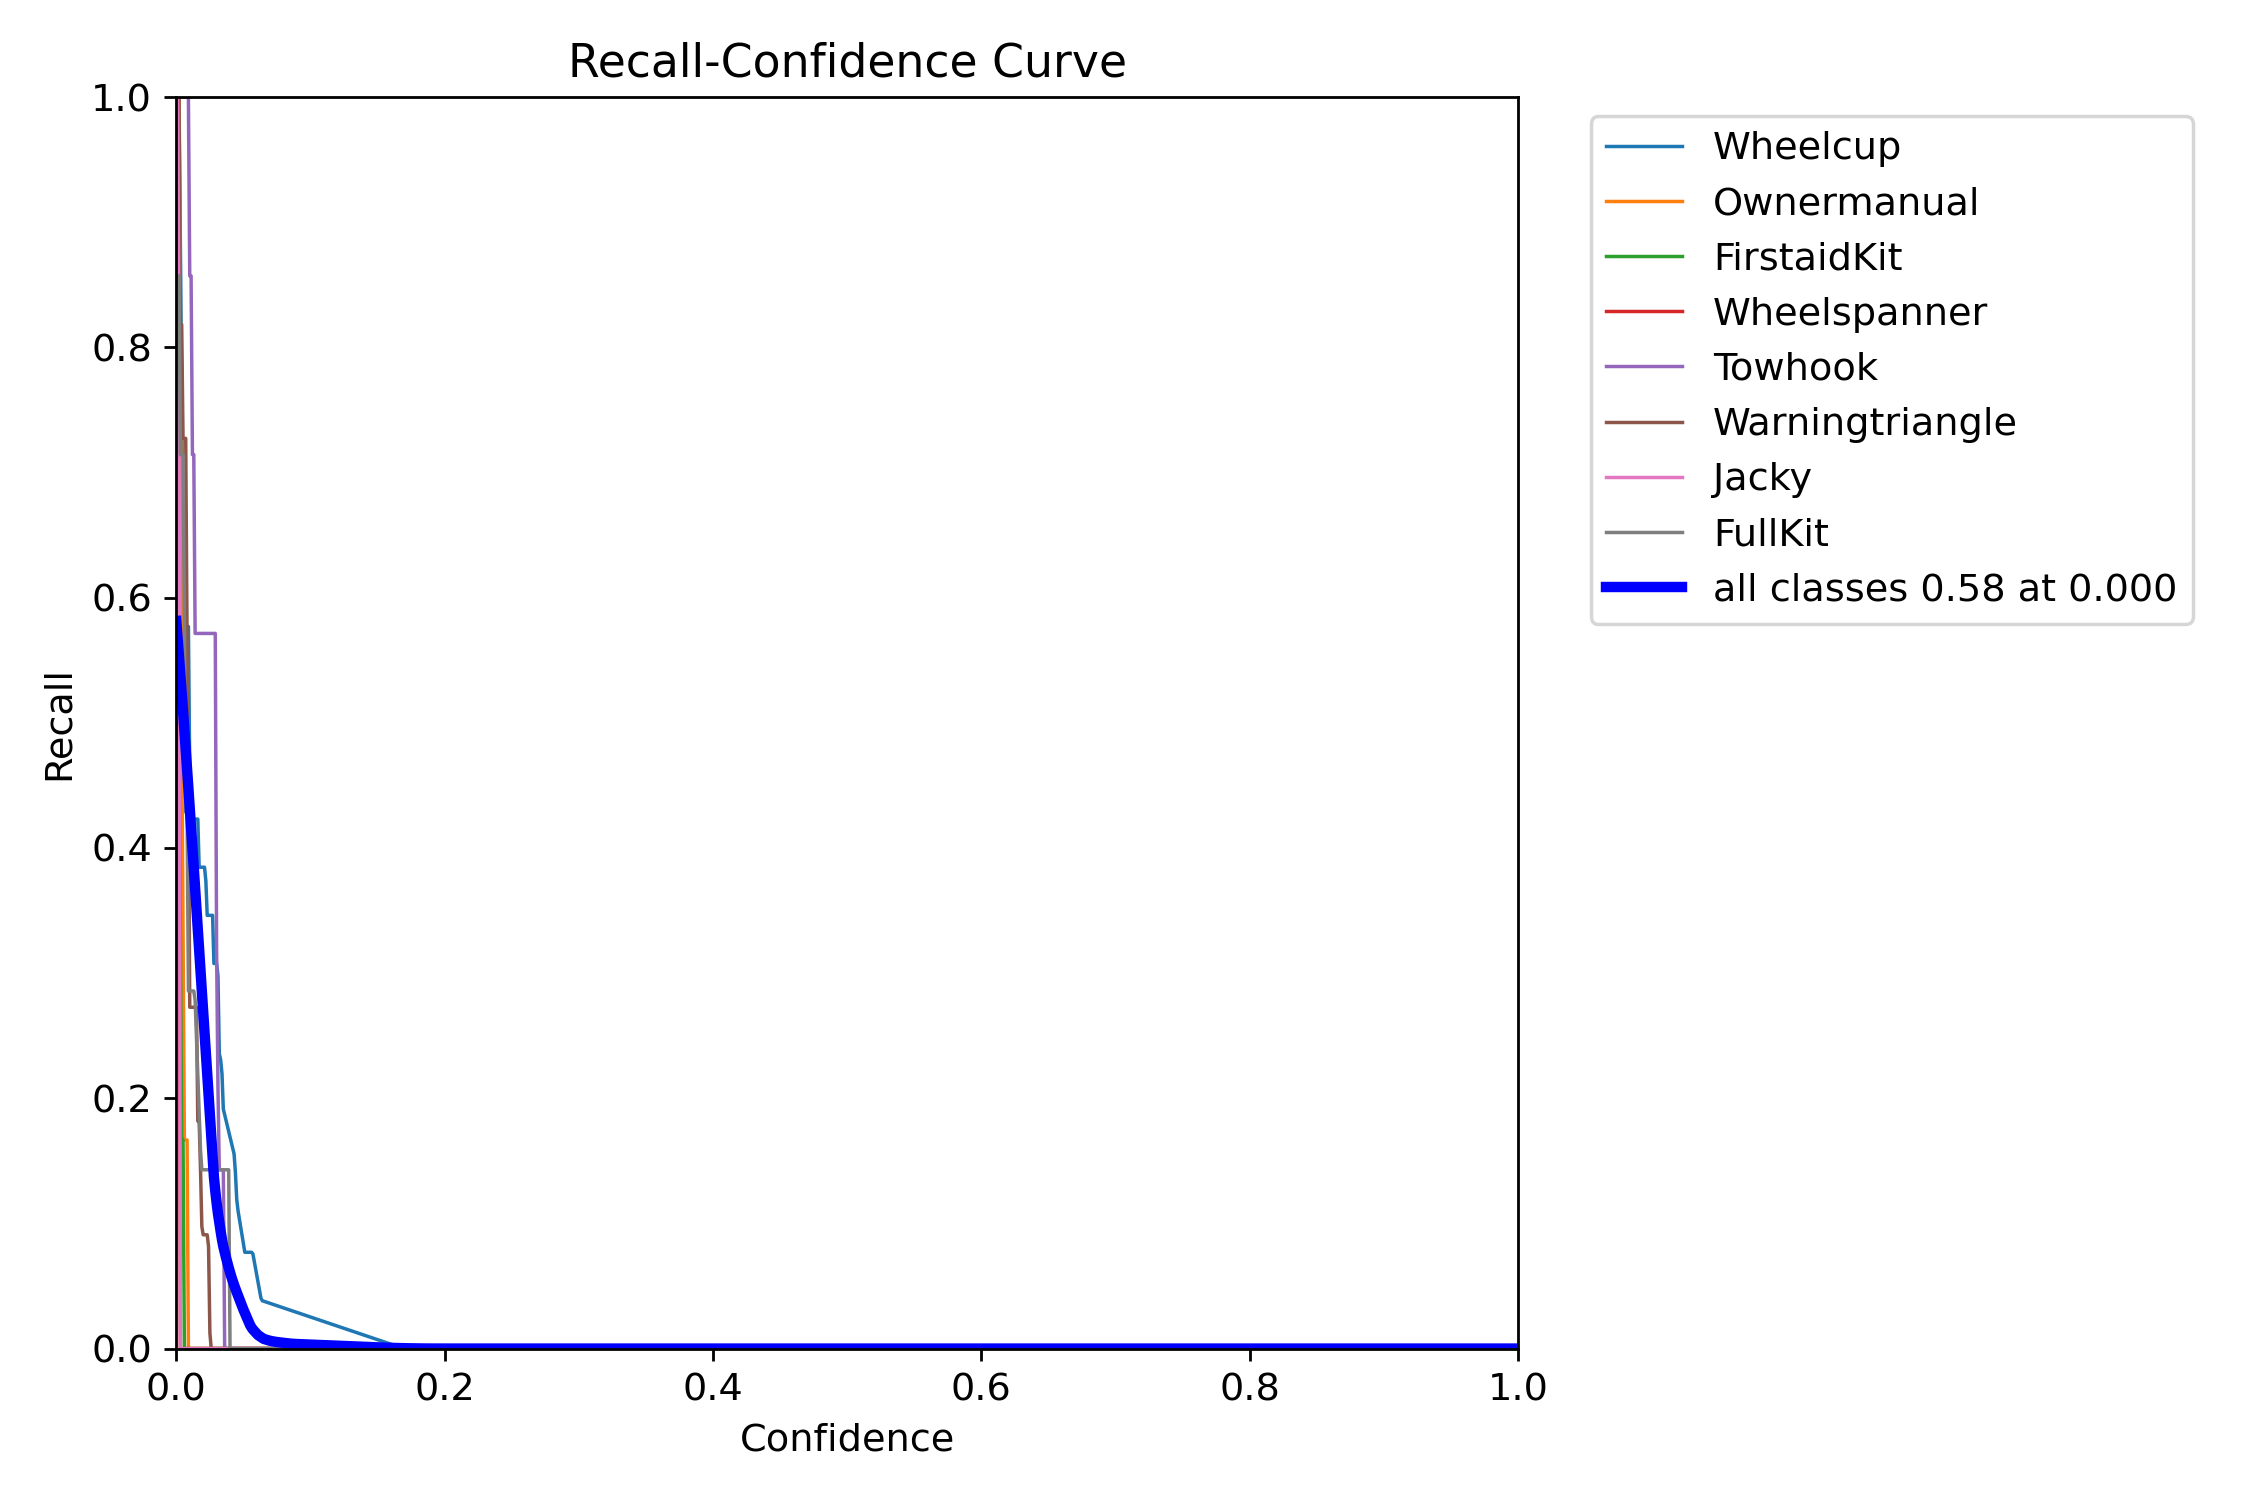 Recall-Confidence Curve
1.0
0.8
0.6
0.4
0.2
0.0
Recall
0.0 0.2 0.4 0.6 0.8 1.0
Confidence
Wheelcup
Ownermanual
FirstaidKit
Wheelspanner
Towhook
Warningtriangle
Jacky
FullKit
all classes 0.58 at 0.000